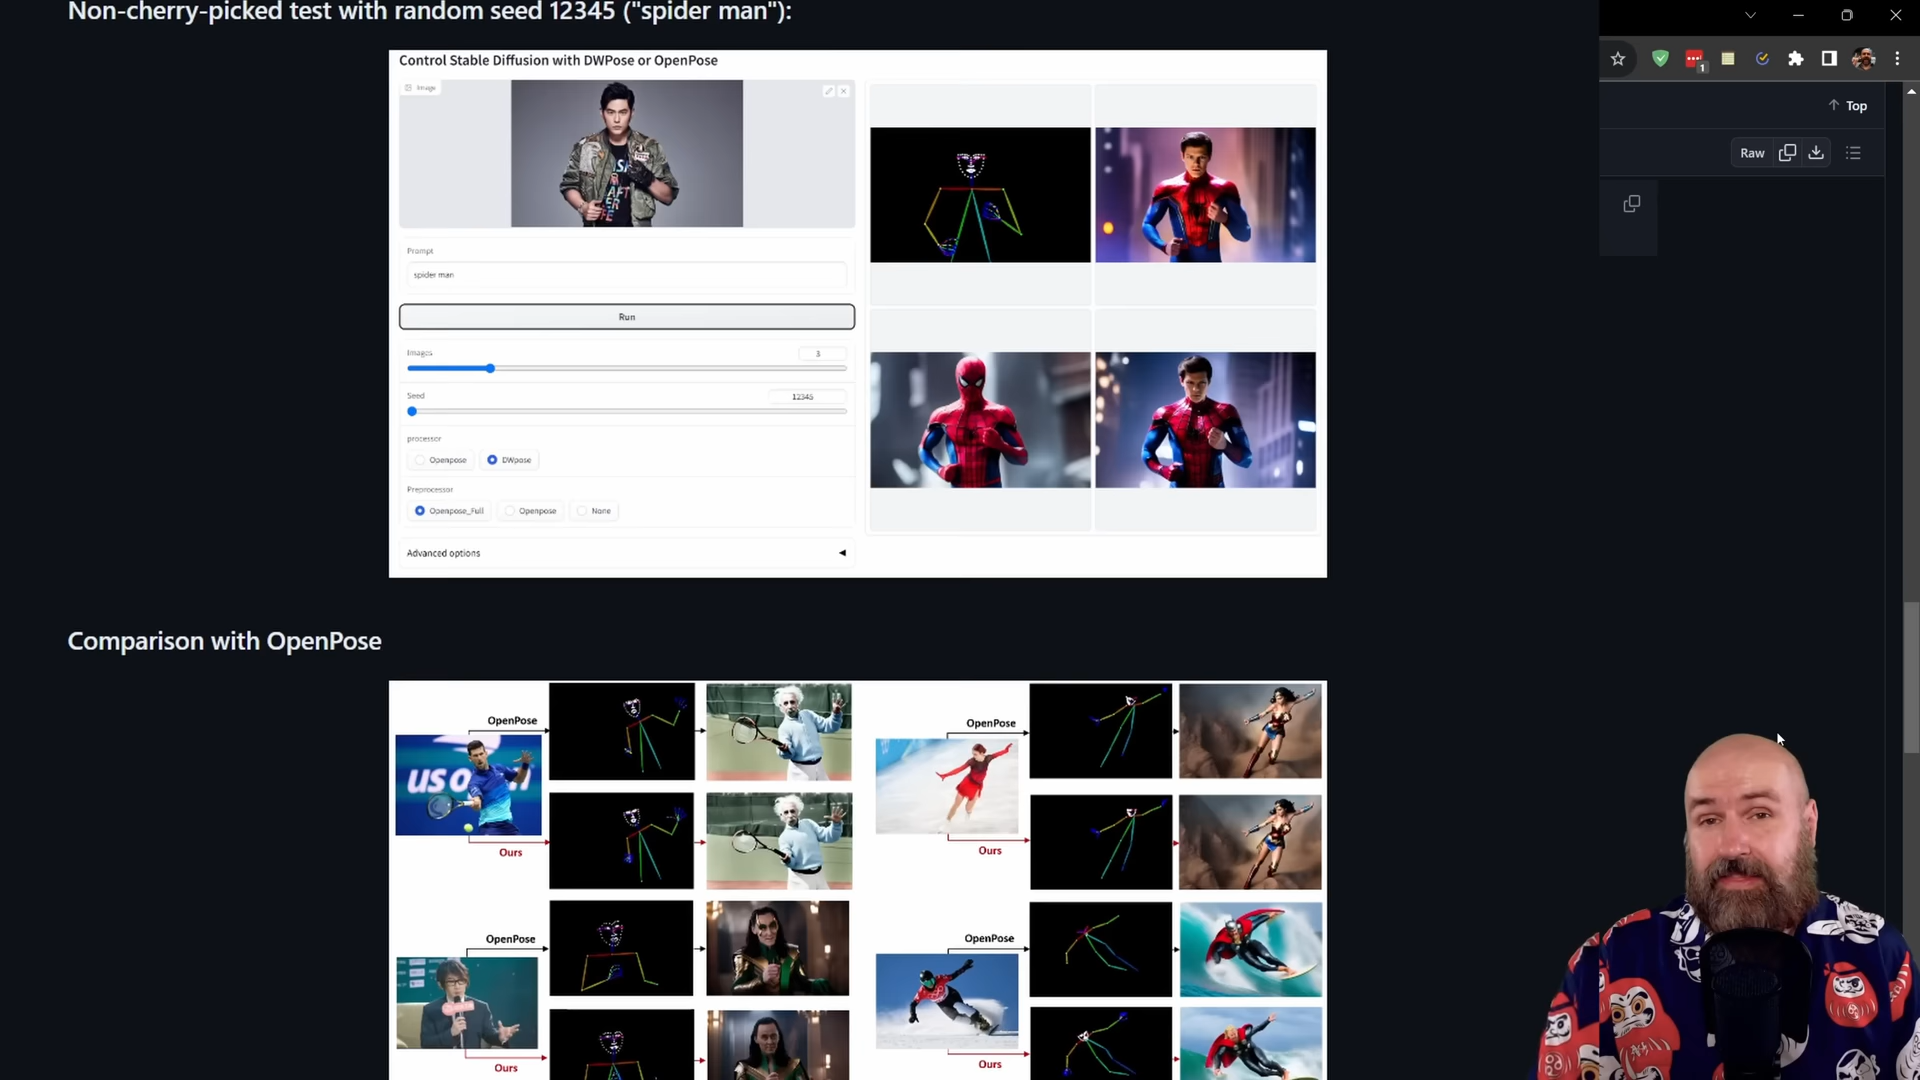 Non-cherry-picked test with random seed 12345 ("spider man"):
Control Stable Diffusion with DWPose or OpenPose
Image
Prompt
spider man
Run
Images
3
Seed
12345
processor
Openpose
DWpose
Preprocessor
Openpose_Full
Openpose
None
Advanced options
1
Top
Raw
Comparison with OpenPose
OpenPose
Ours
OpenPose
Ours
OpenPose
Ours
OpenPose
Ours